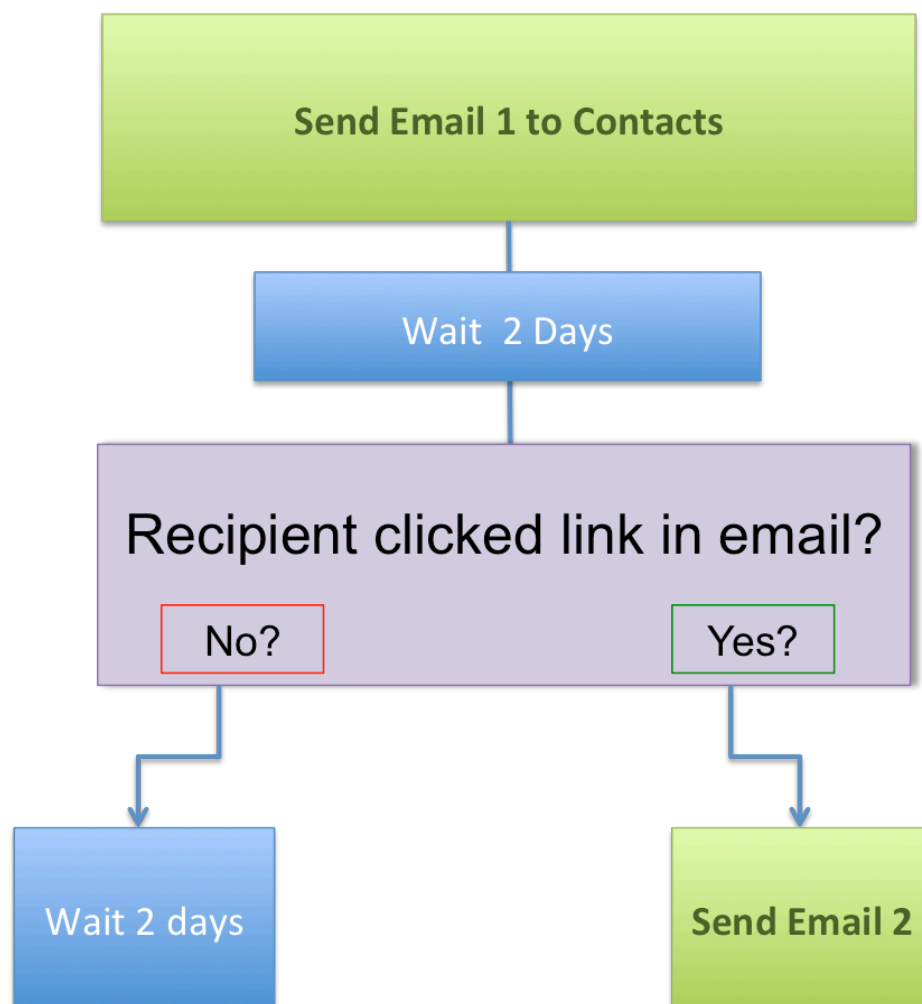 Send Email 1 to Contacts
Wait  2 Days
Recipient clicked link in email?
No?
Yes?
Wait 2 days
Send Email 2